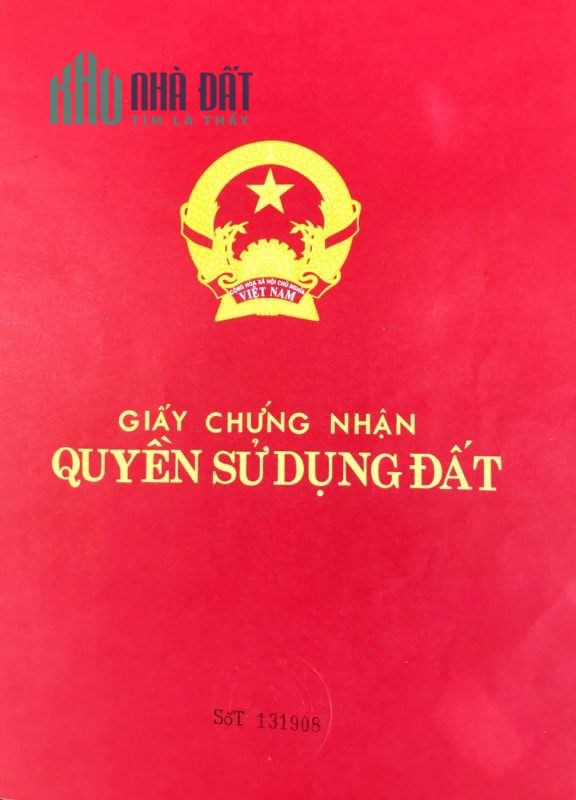 KHO NHÀ ĐẤT
TÌM LÀ THẤY
CỘNG HÒA XÃ HỘI CHỦ NGHĨA
VIỆT NAM
GIẤY CHỨNG NHẬN
QUYỀN SỬ DỤNG ĐẤT
SốT 131908